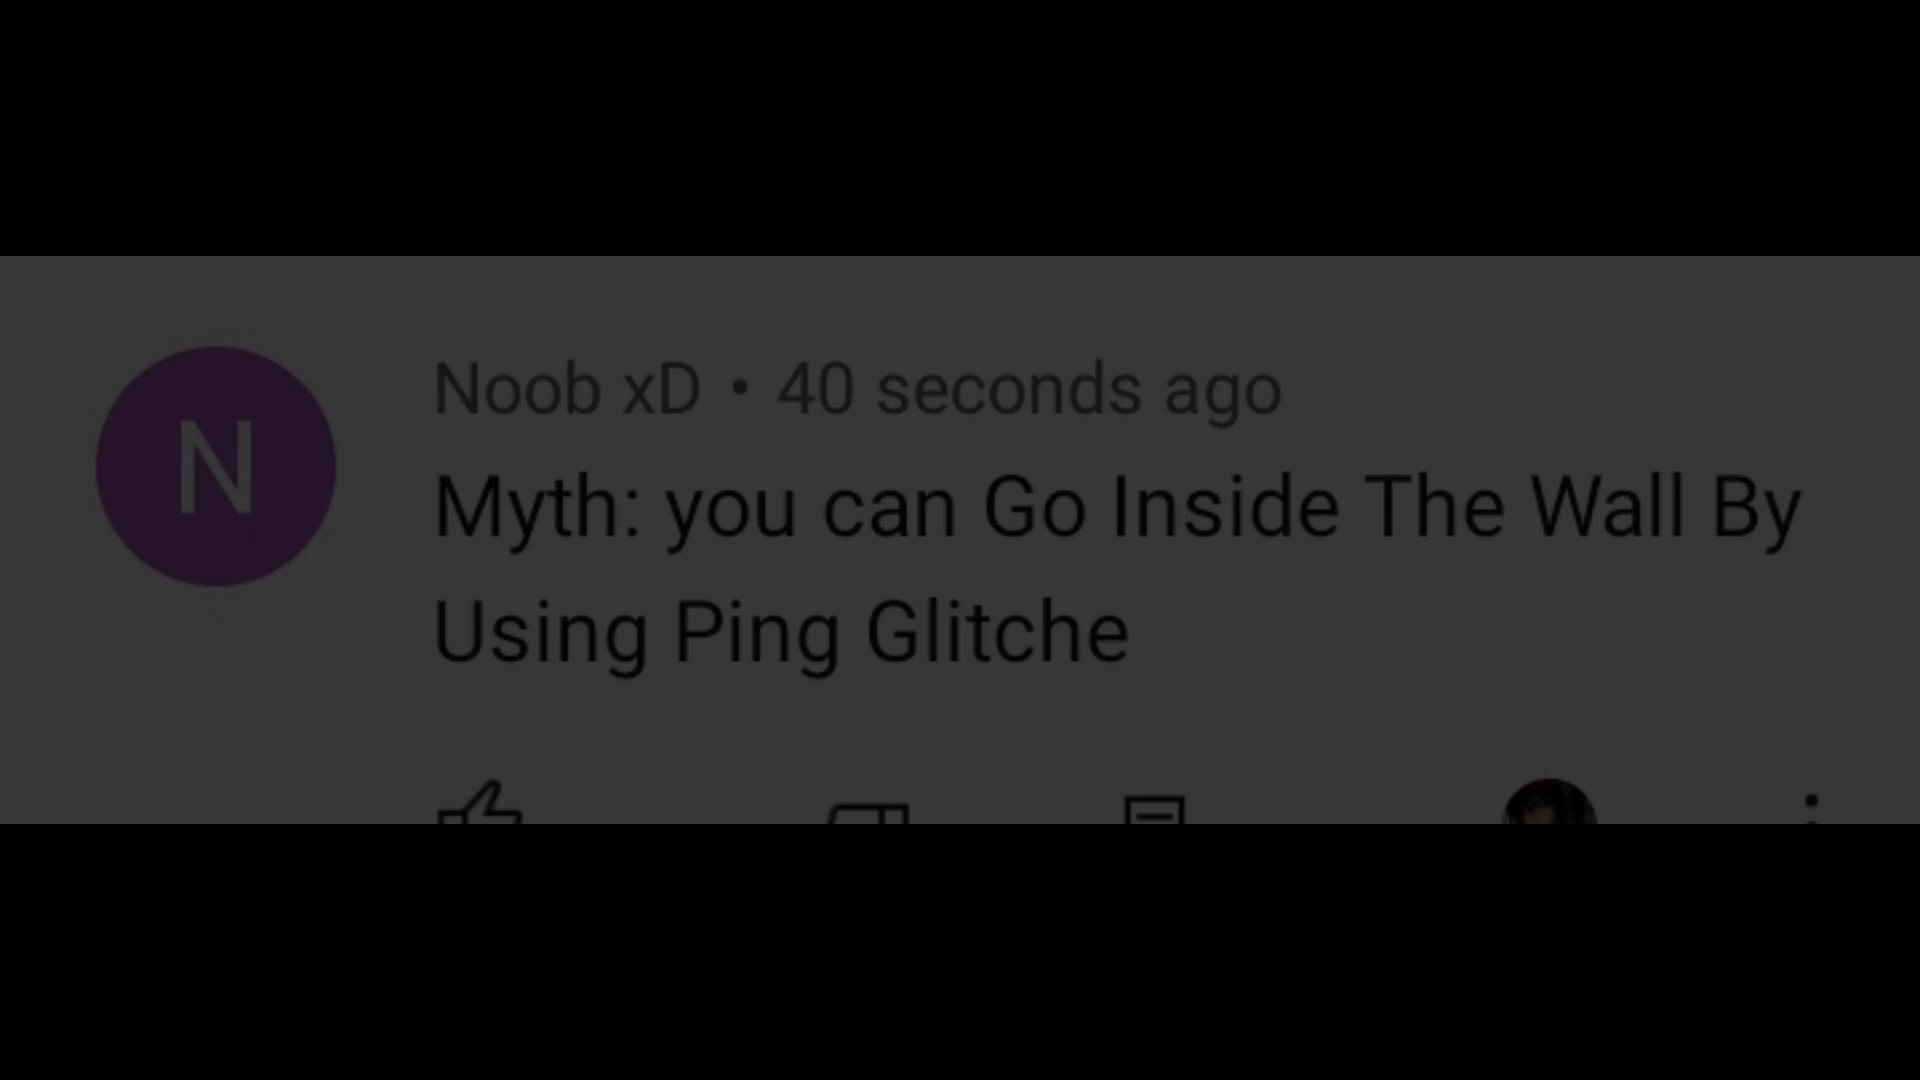 N
Noob xD • 40 seconds ago
Myth: you can Go Inside The Wall By
Using Ping Glitche